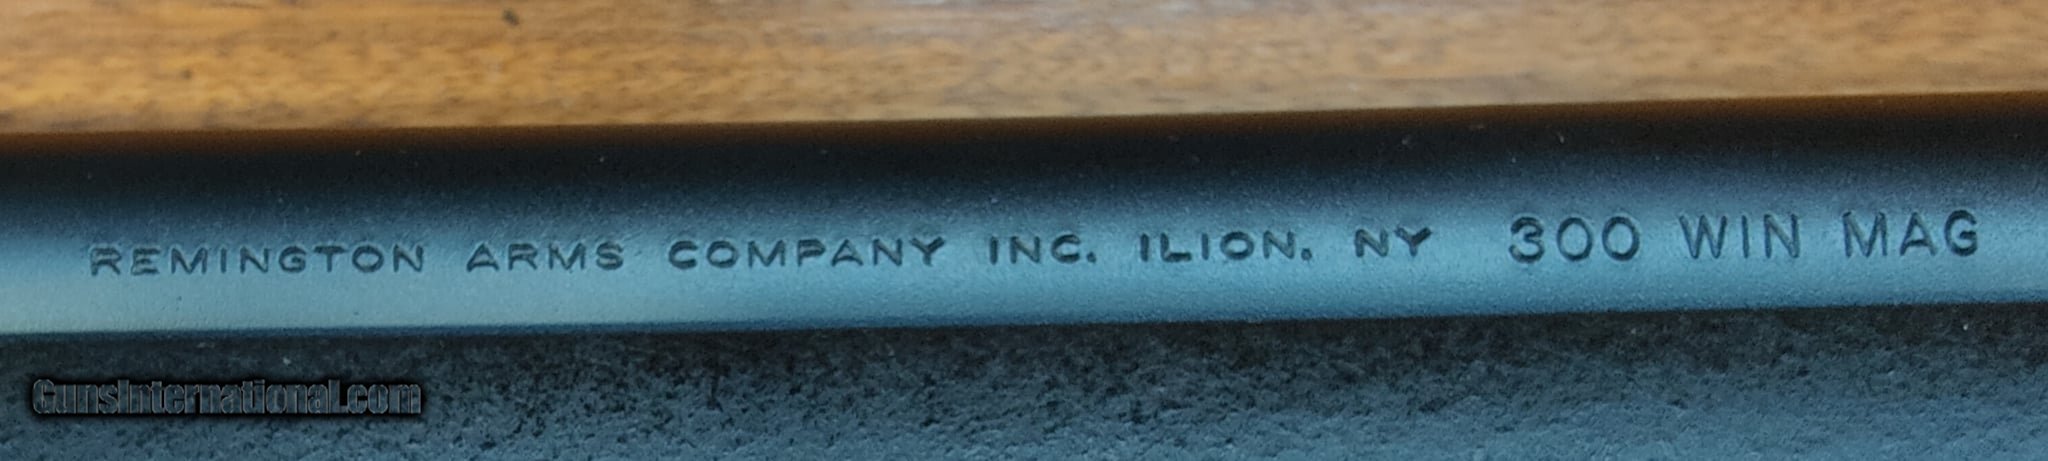 REMINGTON ARMS COMPANY INC. ILION. NY 300 WIN MAG
GunsInternational.com